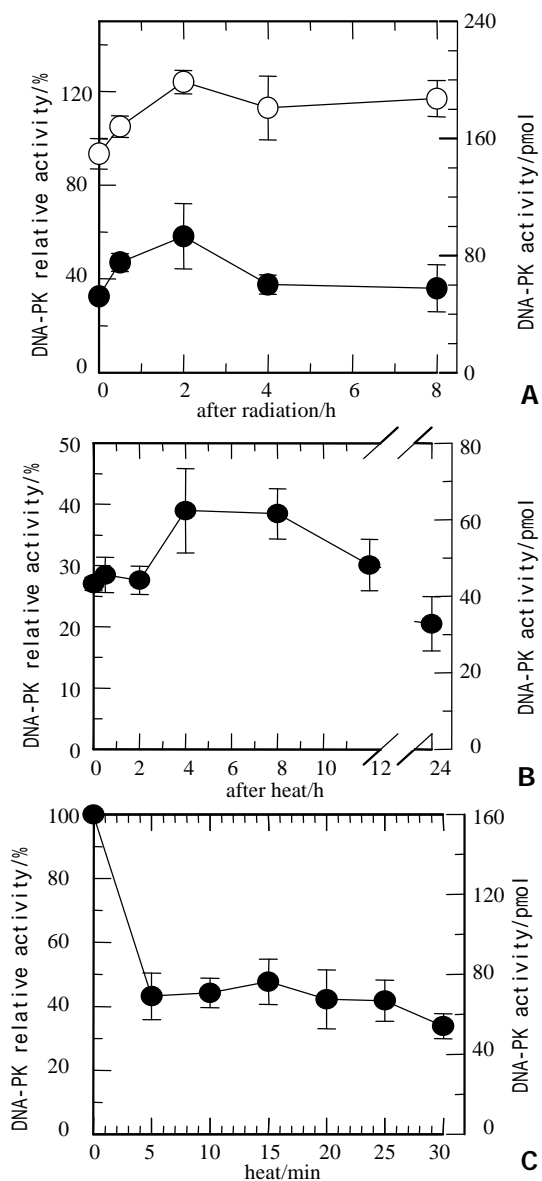 240
120
160
80
80
40
0
0
0 2 4 6 8
DNA-PK relative activity/%
DNA-PK activity/pmol
after radiation/h
A
50
80
40
60
30
40
20
20
10
0
0
0 2 4 6 8 10 12 24
DNA-PK relative activity/%
DNA-PK activity/pmol
after heat/h
B
100
160
80
120
60
80
40
40
20
0
0
0 5 10 15 20 25 30
DNA-PK relative activity/%
DNA-PK activity/pmol
heat/min
C